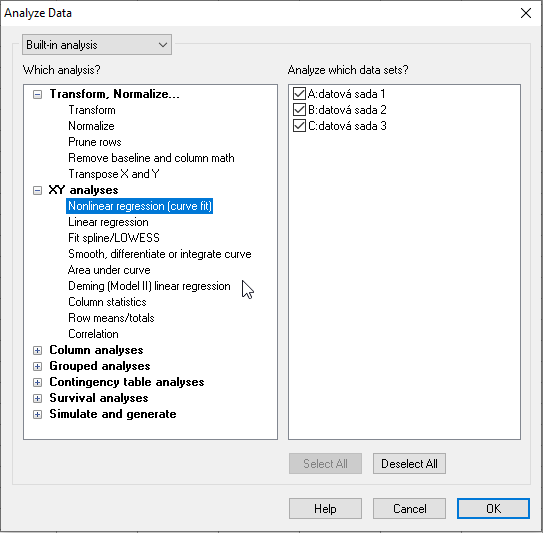 Analyze Data
Built-in analysis
Which analysis?
Analyze which data sets?
Transform, Normalize...
Transform
Normalize
Prune rows
Remove baseline and column math
Transpose X and Y
XY analyses
Nonlinear regression (curve fit)
Linear regression
Fit spline/LOWESS
Smooth, differentiate or integrate curve
Area under curve
Deming (Model II) linear regression
Column statistics
Row means/totals
Correlation
Column analyses
Grouped analyses
Contingency table analyses
Survival analyses
Simulate and generate
A:datová sada 1
B:datová sada 2
C:datová sada 3
Select All
Deselect All
Help
Cancel
OK